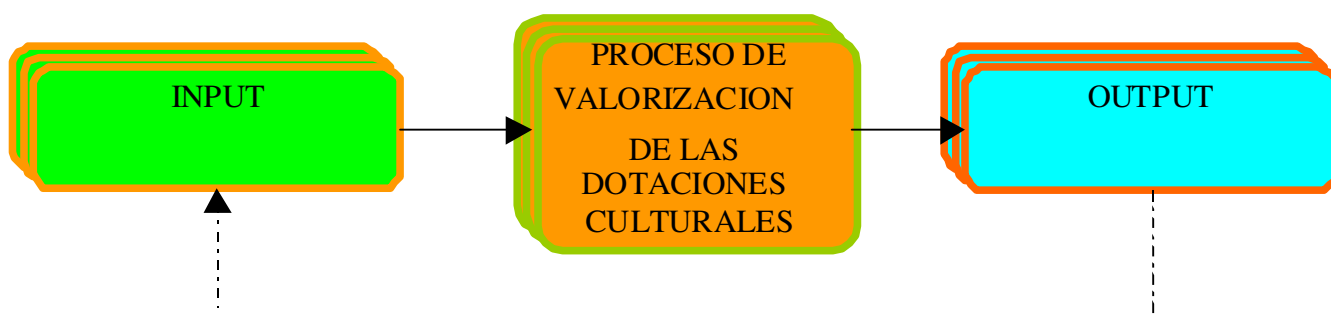 INPUT
PROCESO DE
VALORIZACION
DE LAS
DOTACIONES
CULTURALES
OUTPUT